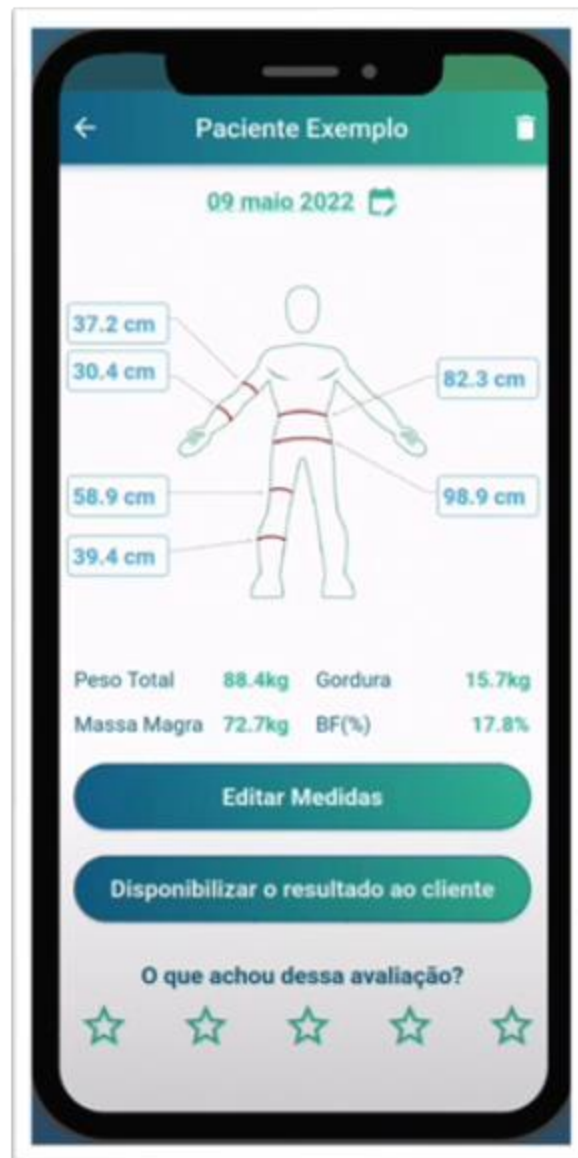 Paciente Exemplo
09 maio 2022
37.2 cm
30.4 cm
82.3 cm
58.9 cm
98.9 cm
39.4 cm
Peso Total 88.4kg Gordura 15.7kg
Massa Magra 72.7kg BF(%) 17.8%
Editar Medidas
Disponibilizar o resultado ao cliente
O que achou dessa avaliação?